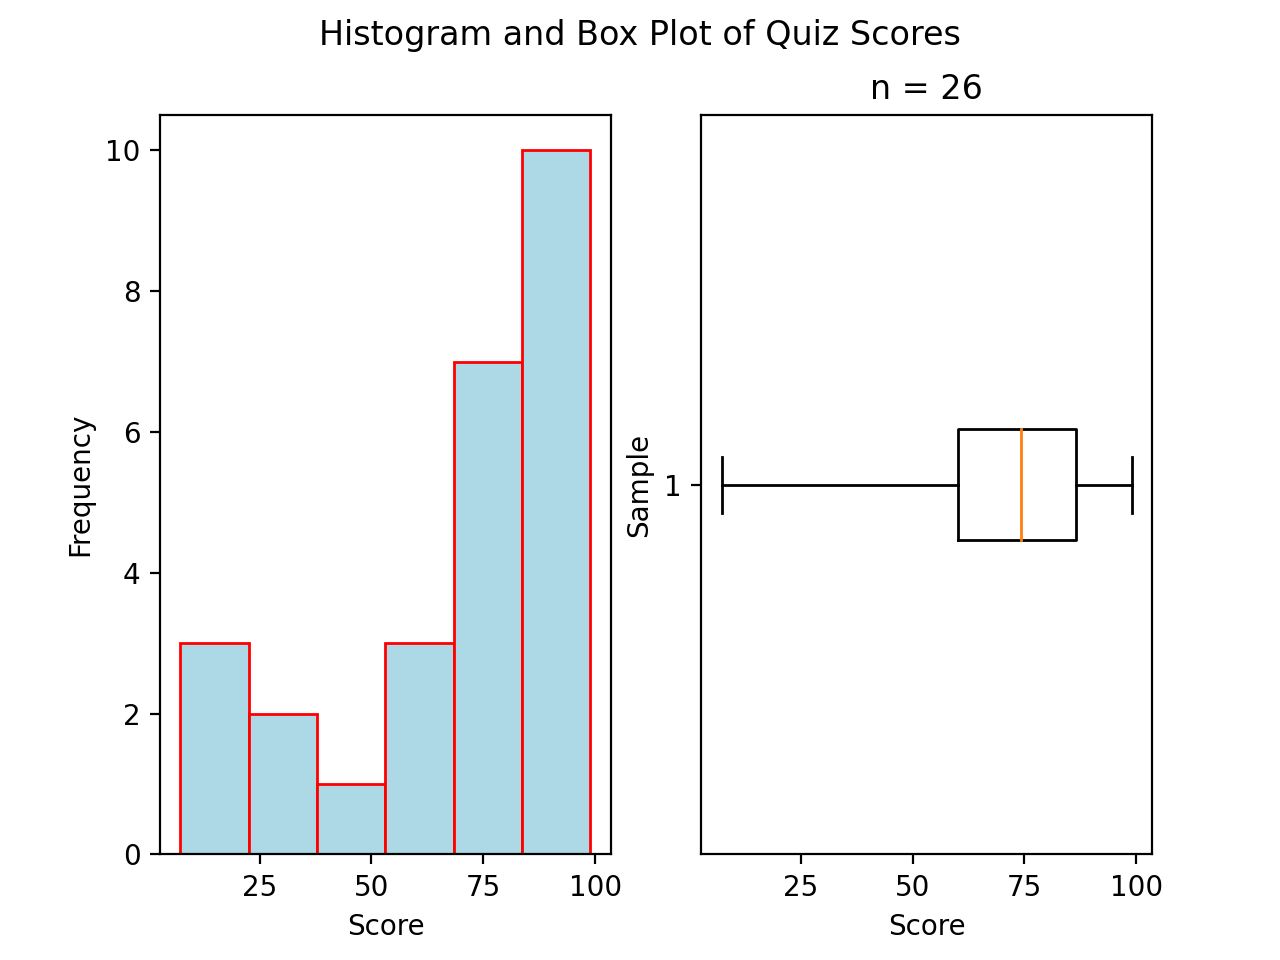 Histogram and Box Plot of Quiz Scores
Frequency
10
8
6
4
2
0
25 50 75 100
Score
n = 26
Sample
1
25 50 75 100
Score